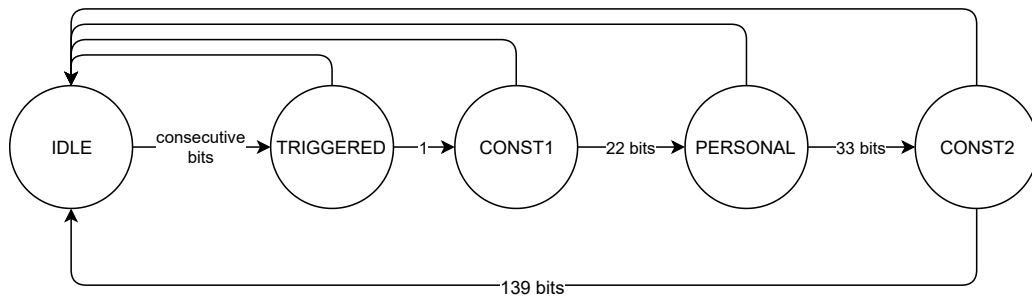 IDLE
consecutive
bits
TRIGGERED
1
CONST1
22 bits
PERSONAL
33 bits
CONST2
139 bits